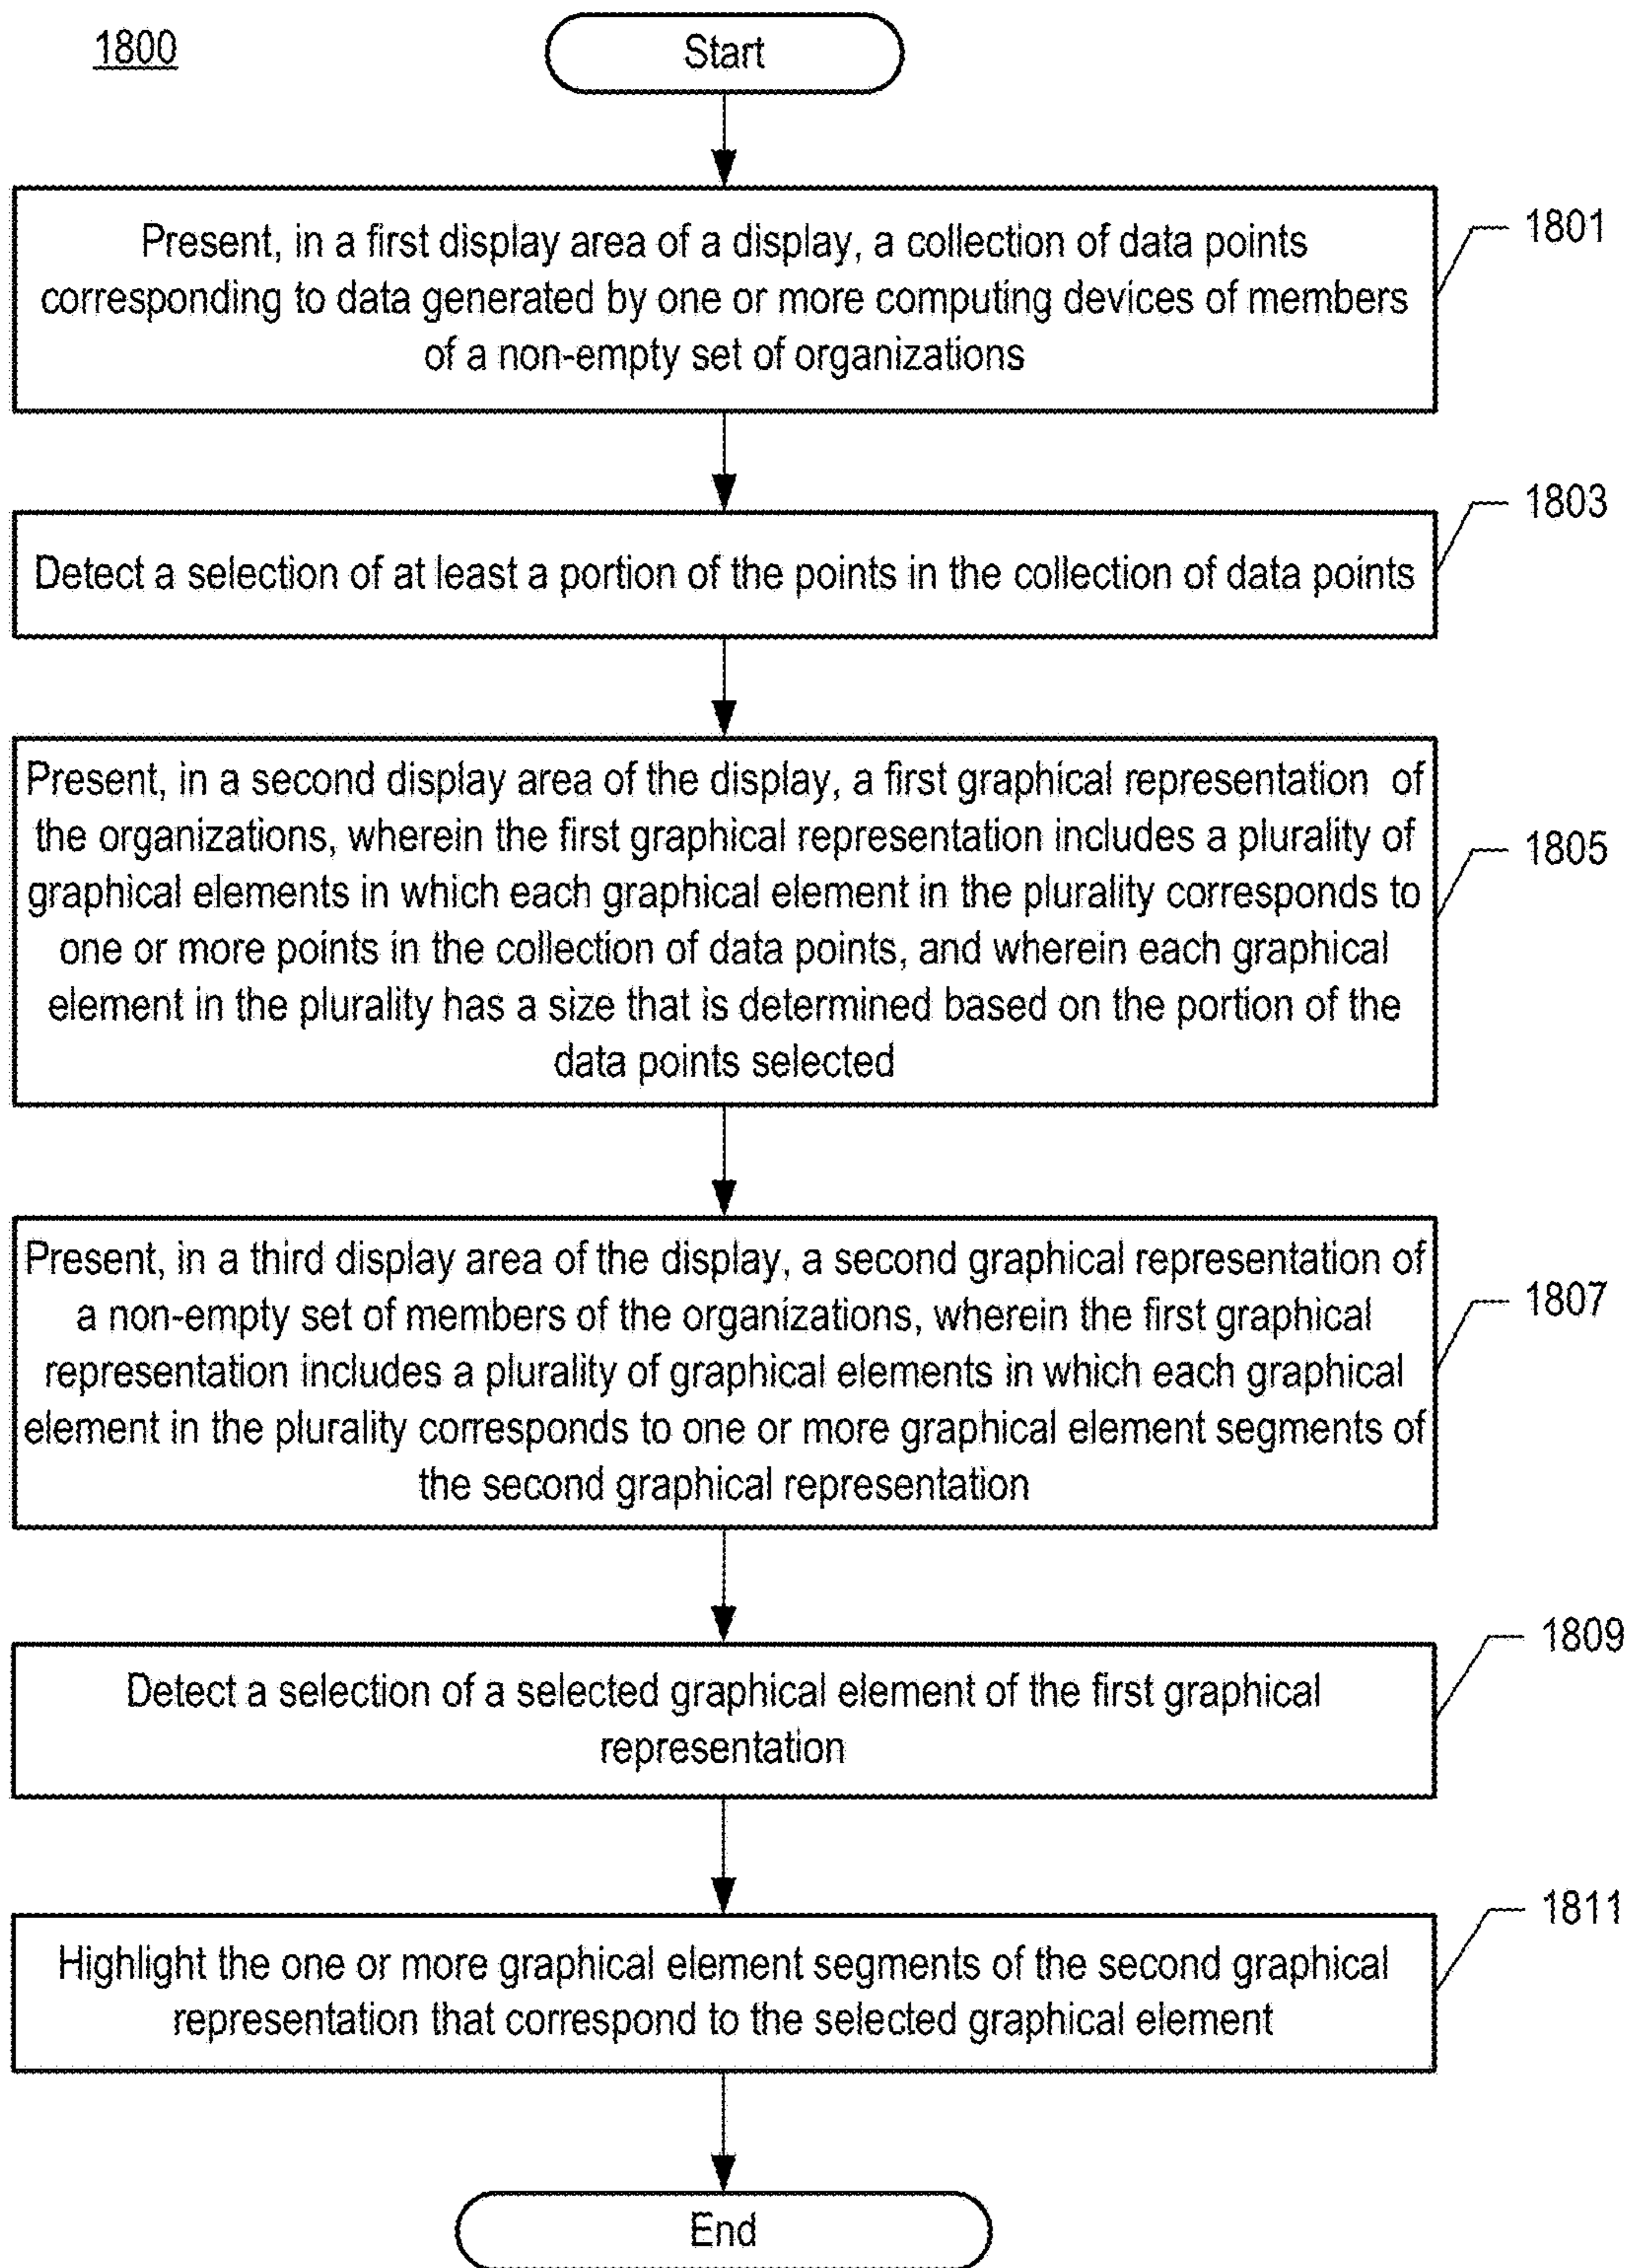 1800
Start
Present, in a first display area of a display, a collection of data points
corresponding to data generated by one or more computing devices of members
of a non-empty set of organizations
1801
Detect a selection of at least a portion of the points in the collection of data points
1803
Present, in a second display area of the display, a first graphical representation of
the organizations, wherein the first graphical representation includes a plurality of
graphical elements in which each graphical element in the plurality corresponds to
one or more points in the collection of data points, and wherein each graphical
element in the plurality has a size that is determined based on the portion of the
data points selected
1805
Present, in a third display area of the display, a second graphical representation of
a non-empty set of members of the organizations, wherein the first graphical
representation includes a plurality of graphical elements in which each graphical
element in the plurality corresponds to one or more graphical element segments of
the second graphical representation
1807
Detect a selection of a selected graphical element of the first graphical
representation
1809
Highlight the one or more graphical element segments of the second graphical
representation that correspond to the selected graphical element
1811
End